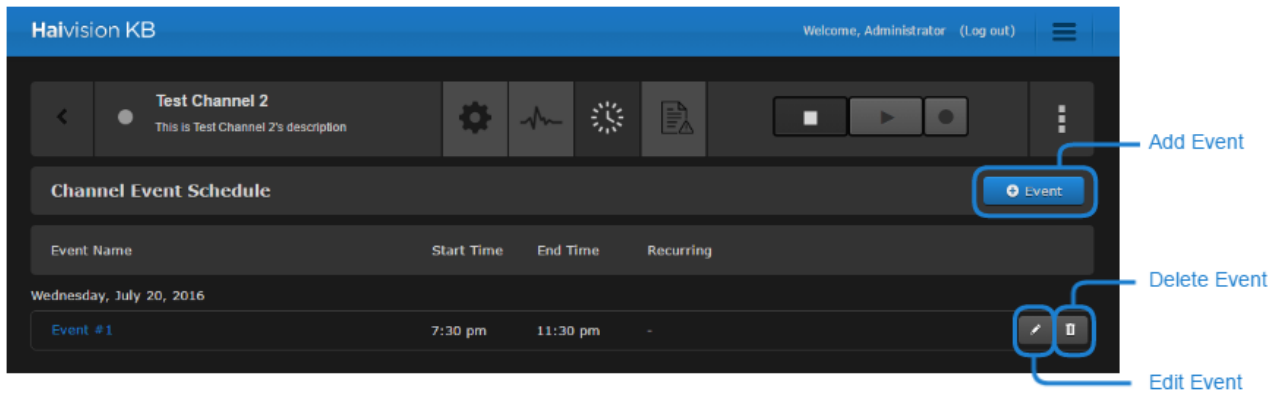 Haivision KB
Welcome, Administrator (Log out)
Test Channel 2
This is Test Channel 2's description
Add Event
Channel Event Schedule
Event
Event Name Start Time End Time Recurring
Delete Event
Wednesday, July 20, 2016
Event #1 7:30 pm 11:30 pm -
Edit Event